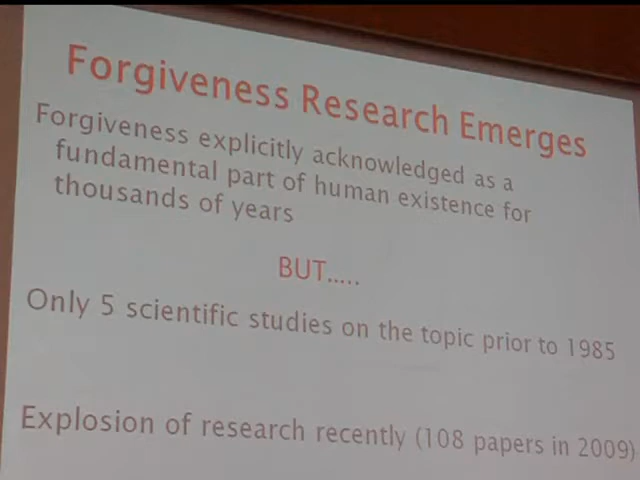 Forgiveness Research Emerges
Forgiveness explicitly acknowledged as a
fundamental part of human existence for
thousands of years
BUT.....
Only 5 scientific studies on the topic prior to 1985
Explosion of research recently (108 papers in 2009)